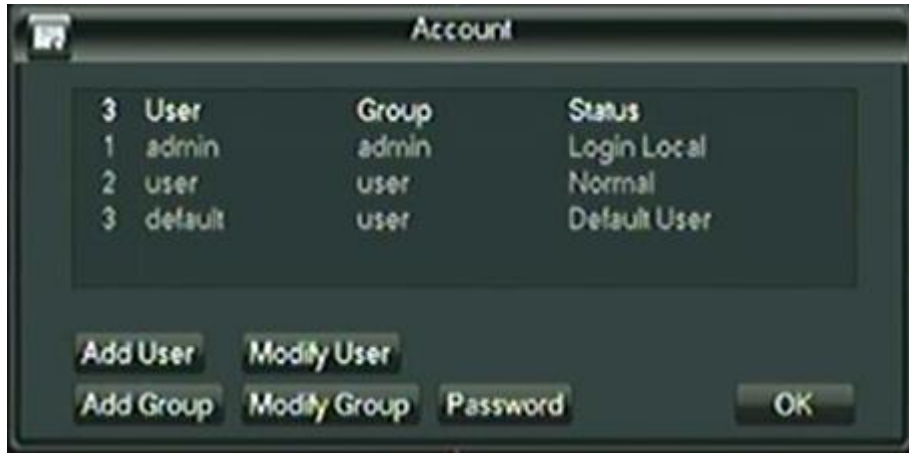 Account
3 User Group Status
1 admin admin Login Local
2 user user Normal
3 default user Default User
Add User Modify User
Add Group Modify Group Password OK